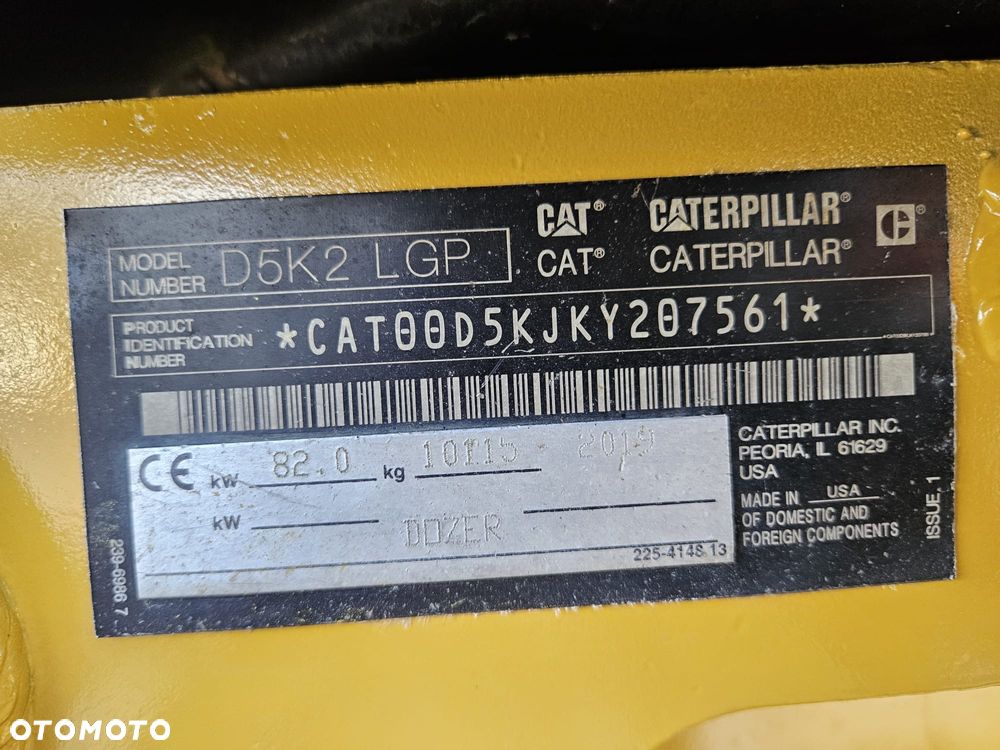 CAT® CATERPILLAR®
CAT® CATERPILLAR®
MODEL NUMBER D5K2 LGP
PRODUCT IDENTIFICATION NUMBER *CAT00D5KJKY207561*
CE kW 82.0 kg 10115 2019
kW DOZER
225-4148 13
CATERPILLAR INC.
PEORIA, IL 61629
USA
MADE IN USA
OF DOMESTIC AND
FOREIGN COMPONENTS
ISSUE 1
239-6986 7
OTOMOTO